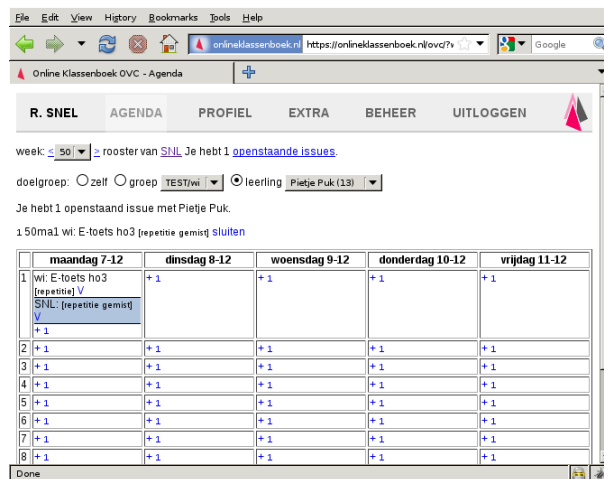 File Edit View History Bookmarks Tools Help
onlineklassenboek.nl https://onlineklassenboek.nl/ovc/?v Google
Online Klassenboek OVC - Agenda
R. SNEL AGENDA PROFIEL EXTRA BEHEER UITLOGGEN
week: < 50 > rooster van SNL Je hebt 1 openstaande issues.
doelgroep: zelf groep TEST/wi leerling Pietje Puk (13)
Je hebt 1 openstaand issue met Pietje Puk.
1 50ma1 wi: E-toets ho3 [repetitie gemist] sluiten
maandag 7-12 dinsdag 8-12 woensdag 9-12 donderdag 10-12 vrijdag 11-12
1 wi: E-toets ho3 + 1 + 1 + 1 + 1
[repetitie] V
SNL: [repetitie gemist]
V
+ 1
2 + 1 + 1 + 1 + 1 + 1
3 + 1 + 1 + 1 + 1 + 1
4 + 1 + 1 + 1 + 1 + 1
5 + 1 + 1 + 1 + 1 + 1
6 + 1 + 1 + 1 + 1 + 1
7 + 1 + 1 + 1 + 1 + 1
8 + 1 + 1 + 1 + 1 + 1
Done